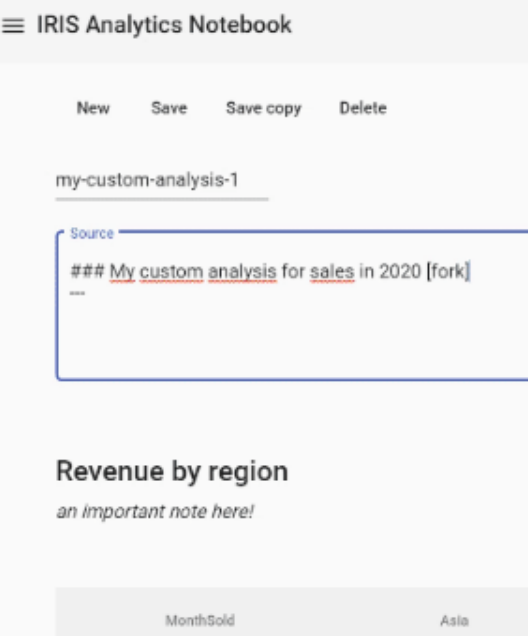 IRIS Analytics Notebook
New Save Save copy Delete
my-custom-analysis-1
Source
### My custom analysis for sales in 2020 [fork]
---
Revenue by region
an important note here!
MonthSold Asia